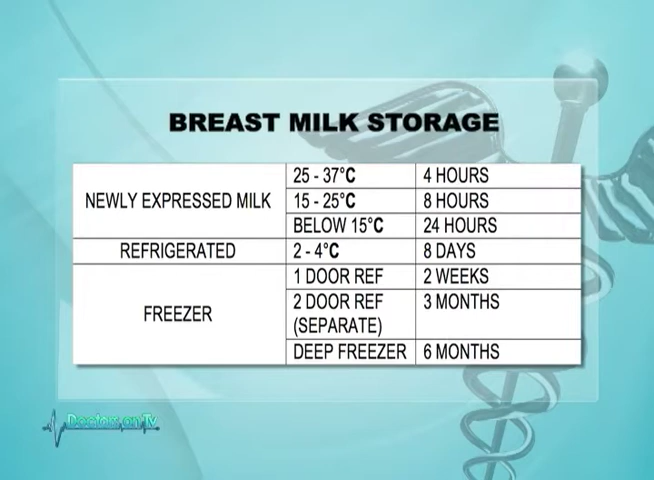 BREAST MILK STORAGE
NEWLY EXPRESSED MILK
25 - 37°C 4 HOURS
15 - 25°C 8 HOURS
BELOW 15°C 24 HOURS
REFRIGERATED 2 - 4°C 8 DAYS
FREEZER
1 DOOR REF 2 WEEKS
2 DOOR REF 3 MONTHS
(SEPARATE)
DEEP FREEZER 6 MONTHS
Doctors on Tv